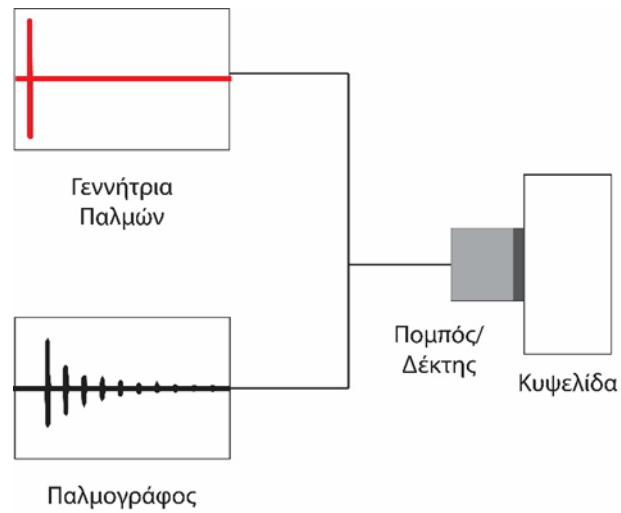 Γεννήτρια
Παλμών
Πομπός/
Δέκτης
Κυψελίδα
Παλμογράφος